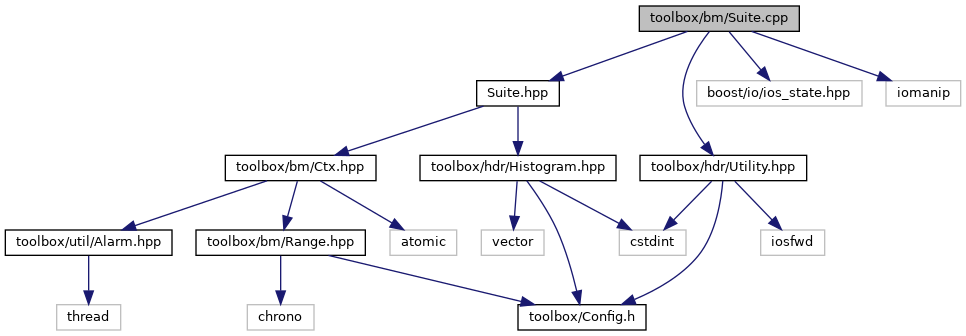 toolbox/bm/Suite.cpp
Suite.hpp
boost/io/ios_state.hpp
iomanip
toolbox/bm/Ctx.hpp
toolbox/hdr/Histogram.hpp
toolbox/hdr/Utility.hpp
toolbox/util/Alarm.hpp
toolbox/bm/Range.hpp
atomic
vector
cstdint
iosfwd
thread
chrono
toolbox/Config.h